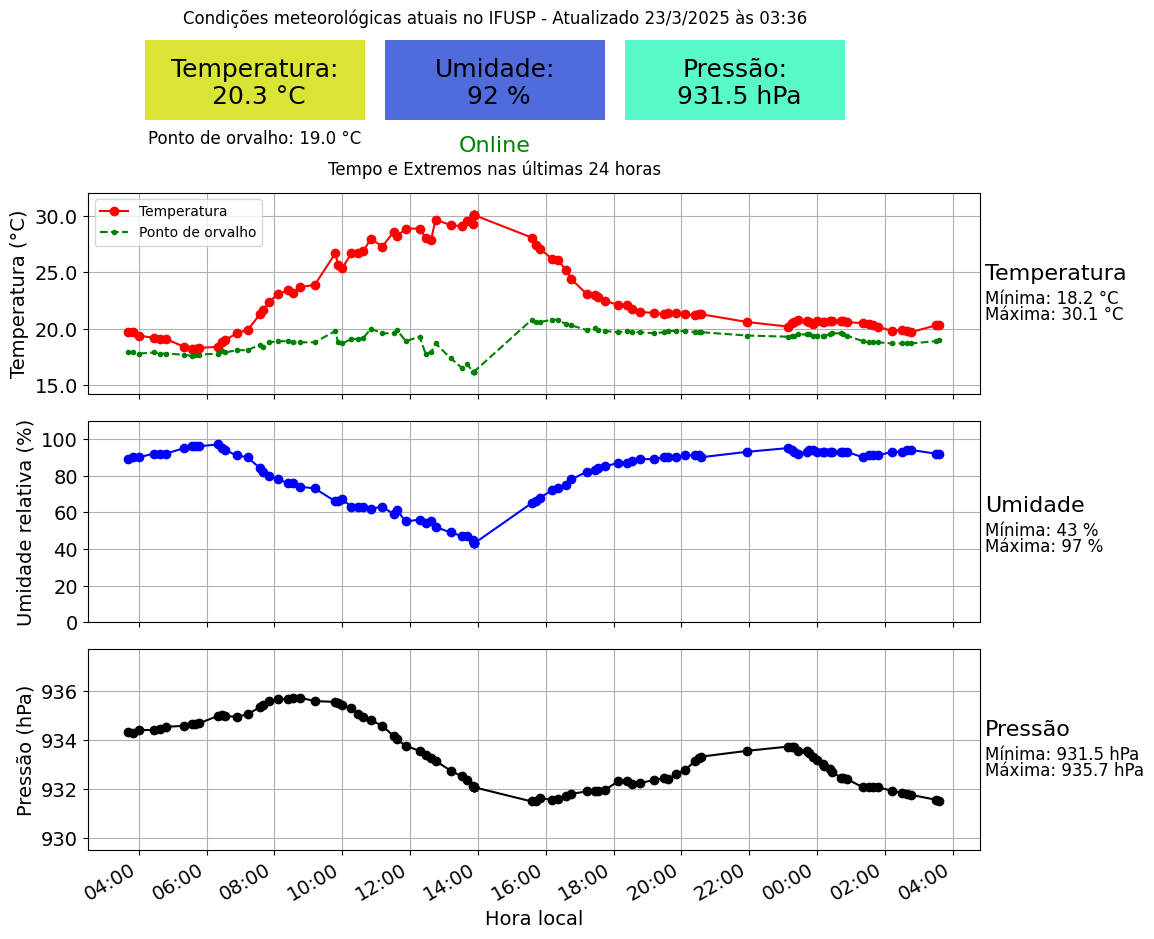 Condições meteorológicas atuais no IFUSP - Atualizado 23/3/2025 às 03:36
Temperatura:
20.3 °C
Umidade:
92 %
Pressão:
931.5 hPa
Ponto de orvalho: 19.0 °C
Online
Tempo e Extremos nas últimas 24 horas
Temperatura (°C)
30.0
25.0
20.0
15.0
Temperatura
Ponto de orvalho
Temperatura
Mínima: 18.2 °C
Máxima: 30.1 °C
Umidade relativa (%)
100
80
60
40
20
0
Umidade
Mínima: 43 %
Máxima: 97 %
Pressão (hPa)
936
934
932
930
Pressão
Mínima: 931.5 hPa
Máxima: 935.7 hPa
04:00 06:00 08:00 10:00 12:00 14:00 16:00 18:00 20:00 22:00 00:00 02:00 04:00
Hora local